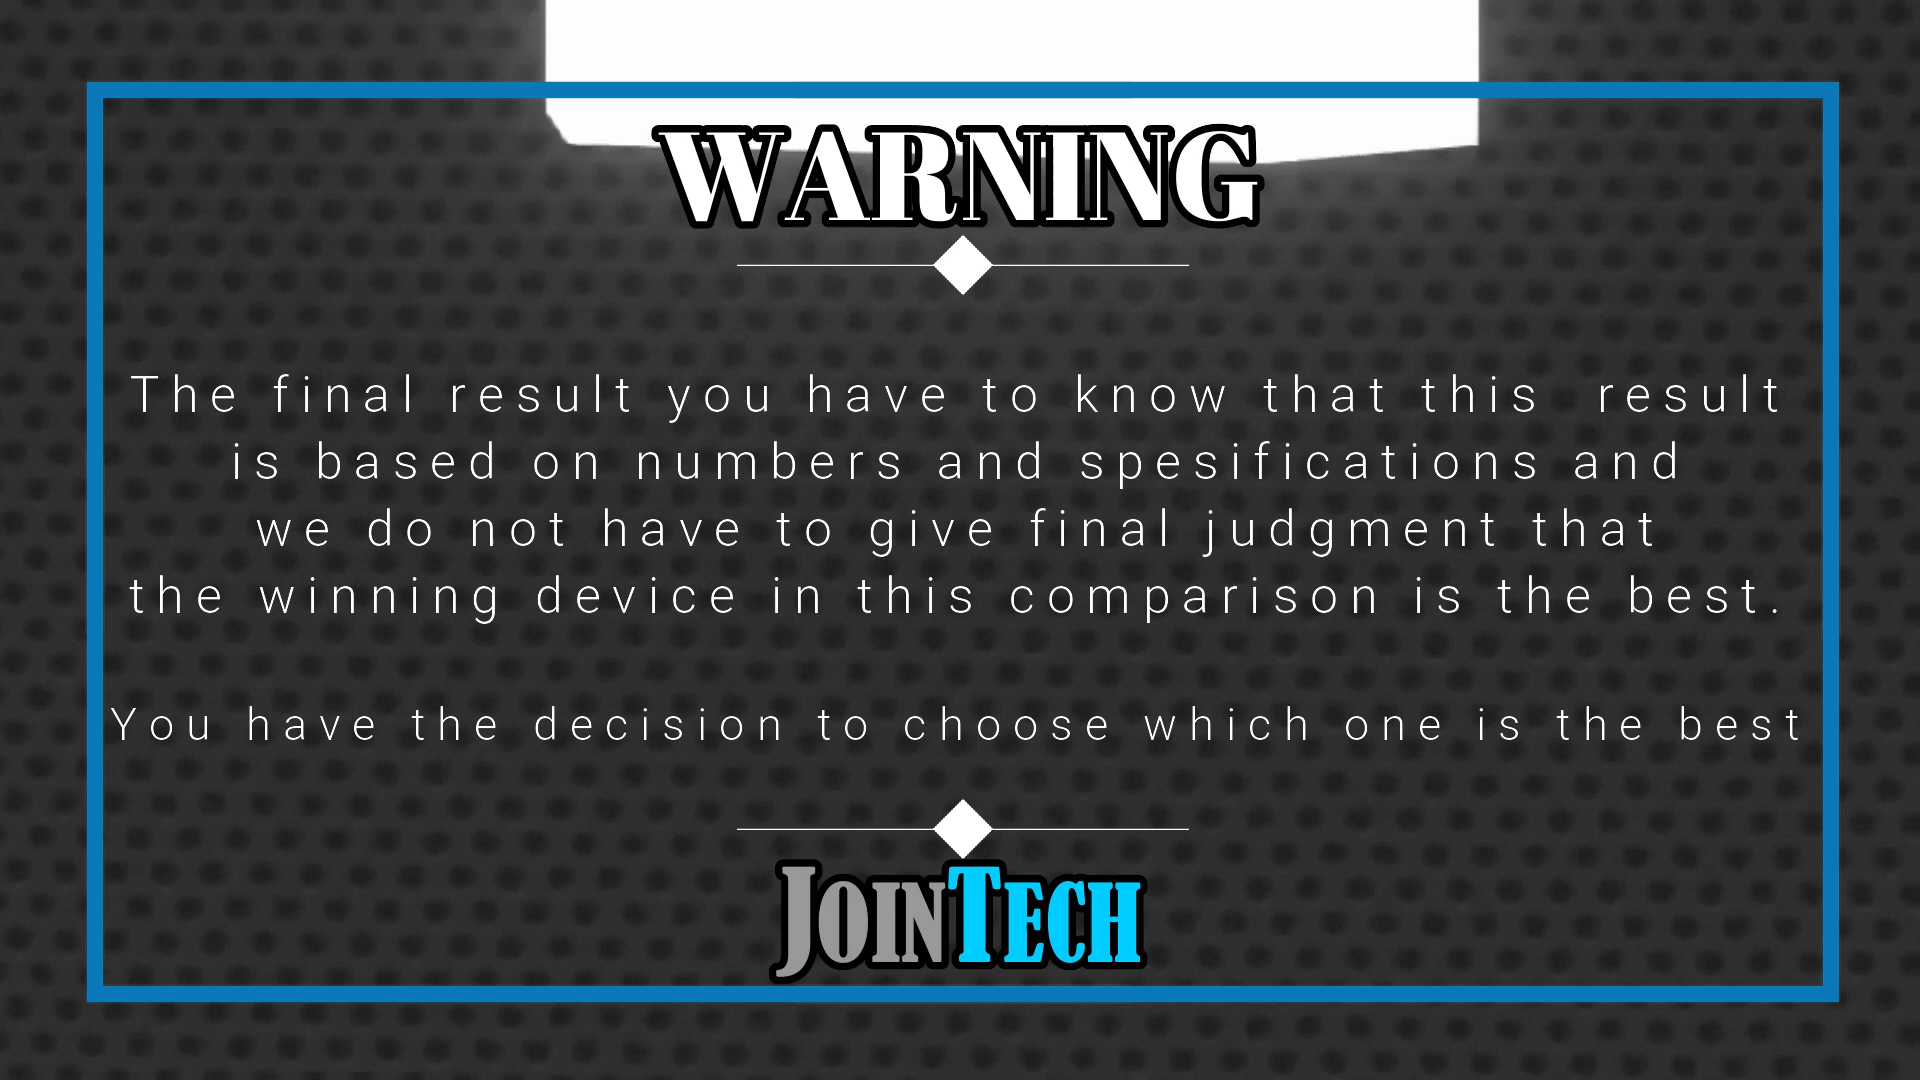 WARNING
The final result you have to know that this result
is based on numbers and spesifications and
we do not have to give final judgment that
the winning device in this comparison is the best.
You have the decision to choose which one is the best
JOINTECH